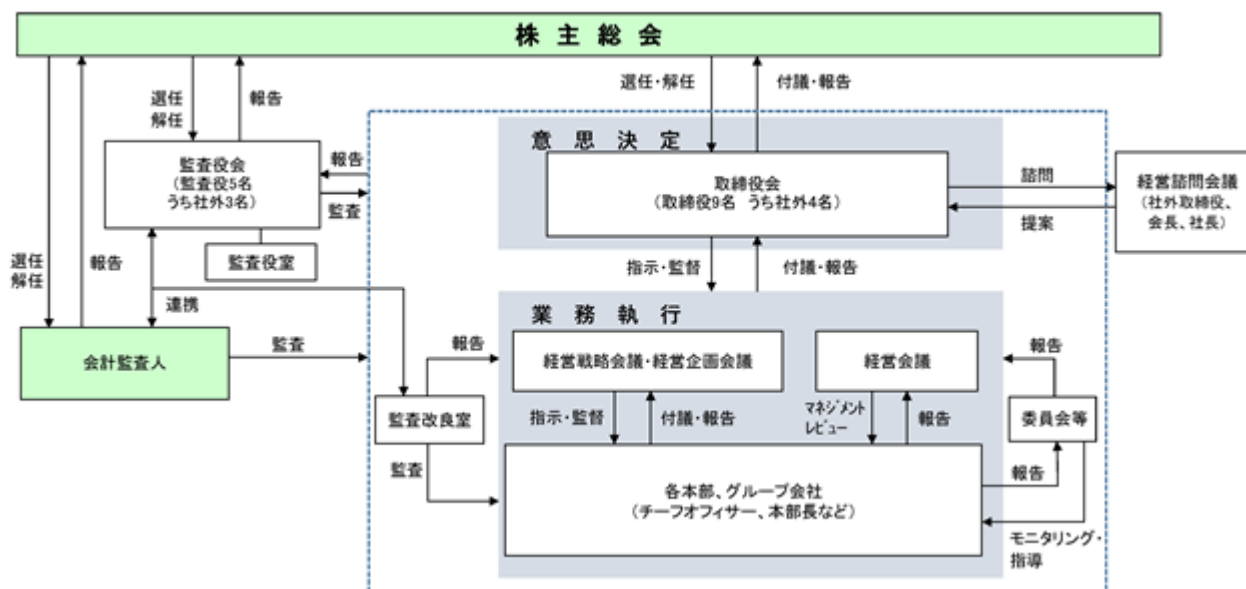 株主総会
選任
解任
報告
選任・解任
付議・報告
監査役会
(監査役5名
うち社外3名)
報告
監査
意思決定
取締役会
(取締役9名 うち社外4名)
諮問
提案
経営諮問会議
(社外取締役、
会長、社長)
監査役室
選任
解任
報告
連携
指示・監督
付議・報告
業務執行
会計監査人
監査
報告
経営戦略会議・経営企画会議
経営会議
報告
監査改良室
指示・監督
付議・報告
マネジメント
レビュー
報告
委員会等
監査
各本部、グループ会社
(チーフオフィサー、本部長など)
報告
モニタリング・
指導